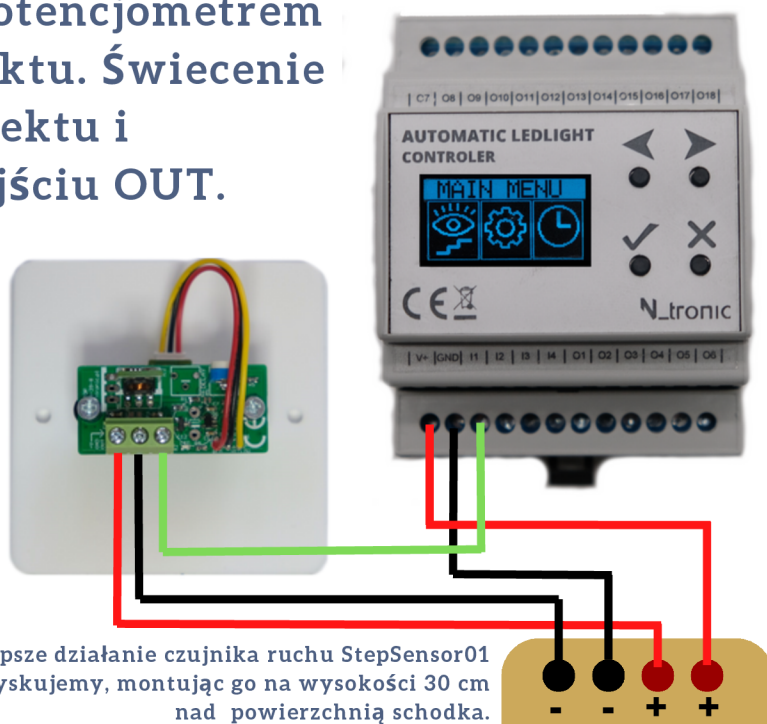 otencjometrem
ktu. Świecenie
ektu i
jściu OUT.
| C7 | O8 | O9 |O10|O11|O12|O13|O14|O15|O16|O17|O18|
AUTOMATIC LEDLIGHT
CONTROLER
MAIN MENU
CE
N_tronic
| V+ |GND| I1 | I2 | I3 | I4 | O1 | O2 | O3 | O4 | O5 | O6 |
CE
psze działanie czujnika ruchu StepSensor01
yskujemy, montując go na wysokości 30 cm
nad powierzchnią schodka.
- - + +